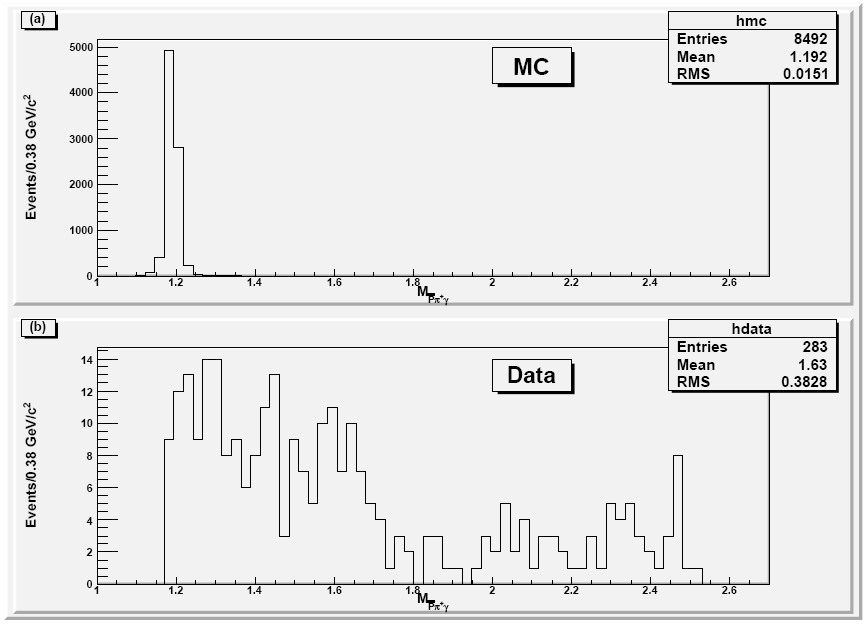 (a)
hmc
Entries 8492
Mean 1.192
RMS 0.0151
MC
Events/0.38 GeV/c²
5000
4000
3000
2000
1000
0
1 1.2 1.4 1.6 1.8 2 2.2 2.4 2.6
M p̅π⁺γ
(b)
hdata
Entries 283
Mean 1.63
RMS 0.3828
Data
Events/0.38 GeV/c²
14
12
10
8
6
4
2
0
1 1.2 1.4 1.6 1.8 2 2.2 2.4 2.6
M p̅π⁺γ